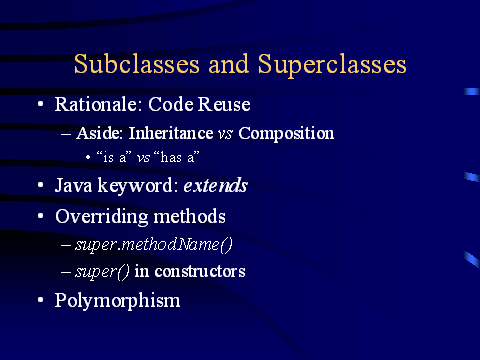 Subclasses and Superclasses
• Rationale: Code Reuse
– Aside: Inheritance vs Composition
• “is a” vs “has a”
• Java keyword: extends
• Overriding methods
– super.methodName()
– super() in constructors
• Polymorphism